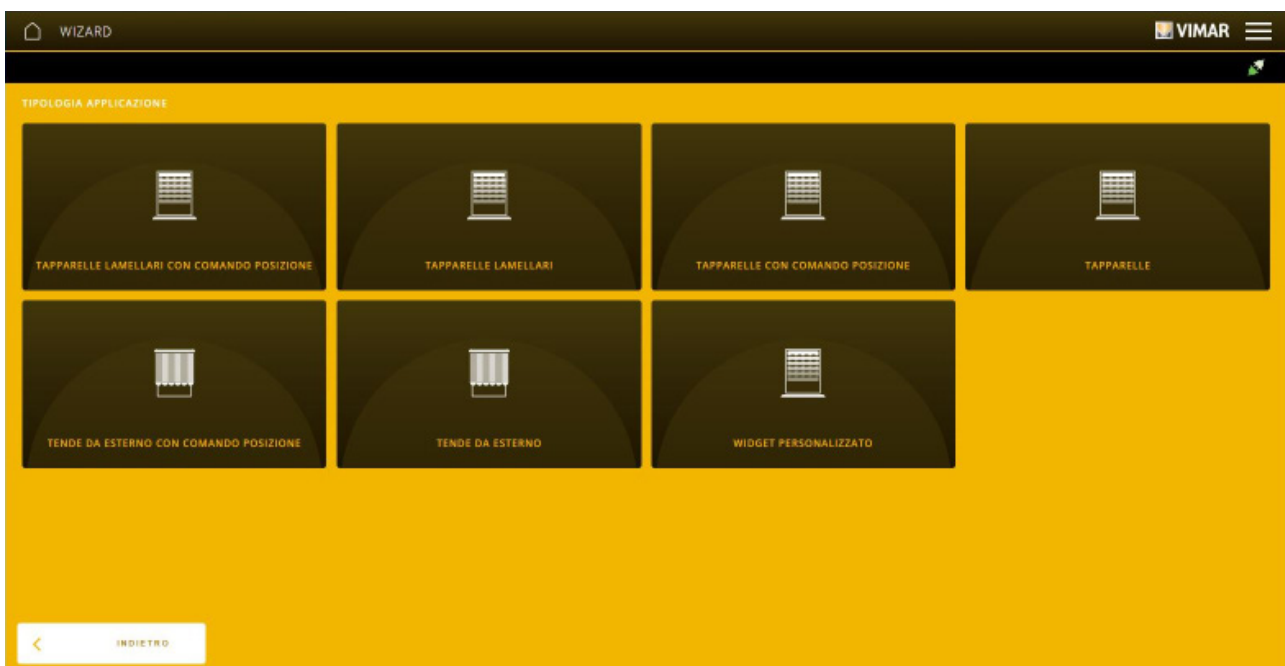 WIZARD
VIMAR
TIPOLOGIA APPLICAZIONE
TAPPARELLE LAMELLARI CON COMANDO POSIZIONE
TAPPARELLE LAMELLARI
TAPPARELLE CON COMANDO POSIZIONE
TAPPARELLE
TENDE DA ESTERNO CON COMANDO POSIZIONE
TENDE DA ESTERNO
WIDGET PERSONALIZZATO
INDIETRO